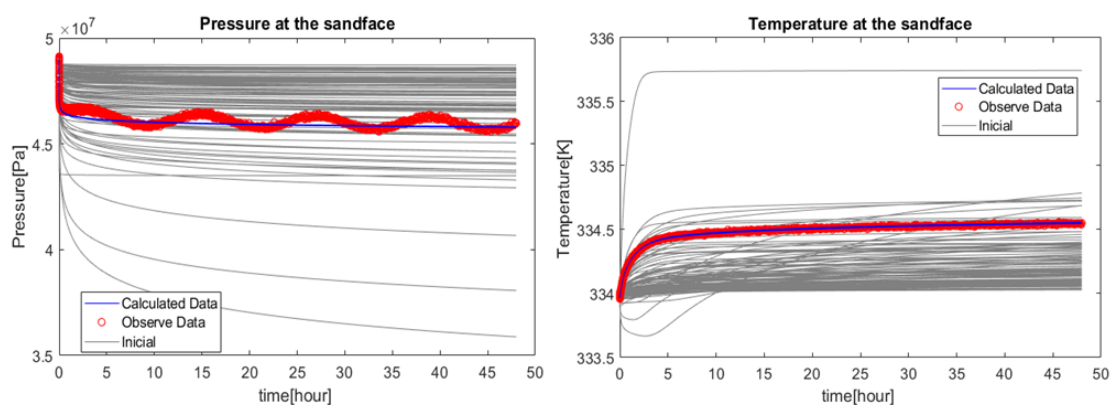 Pressure at the sandface
×10⁷
5
4.5
4
3.5
Pressure[Pa]
Calculated Data
Observe Data
Inicial
0 5 10 15 20 25 30 35 40 45 50
time[hour]
Temperature at the sandface
336
335.5
335
334.5
334
333.5
Temperature[K]
Calculated Data
Observe Data
Inicial
0 5 10 15 20 25 30 35 40 45 50
time[hour]